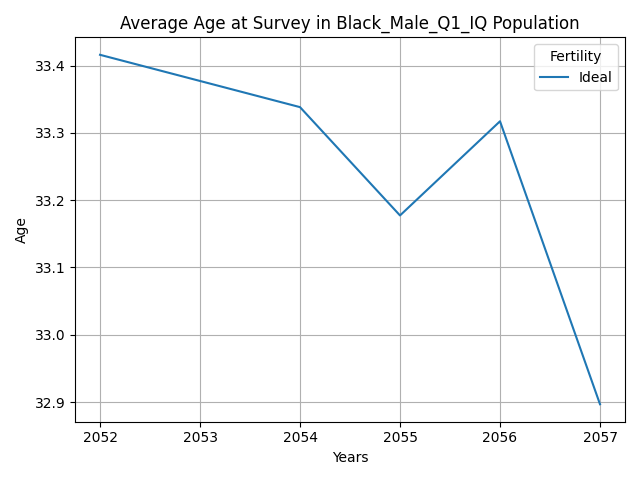 Average Age at Survey in Black_Male_Q1_IQ Population
Fertility
Ideal
33.4
33.3
33.2
33.1
33.0
32.9
Age
2052 2053 2054 2055 2056 2057
Years